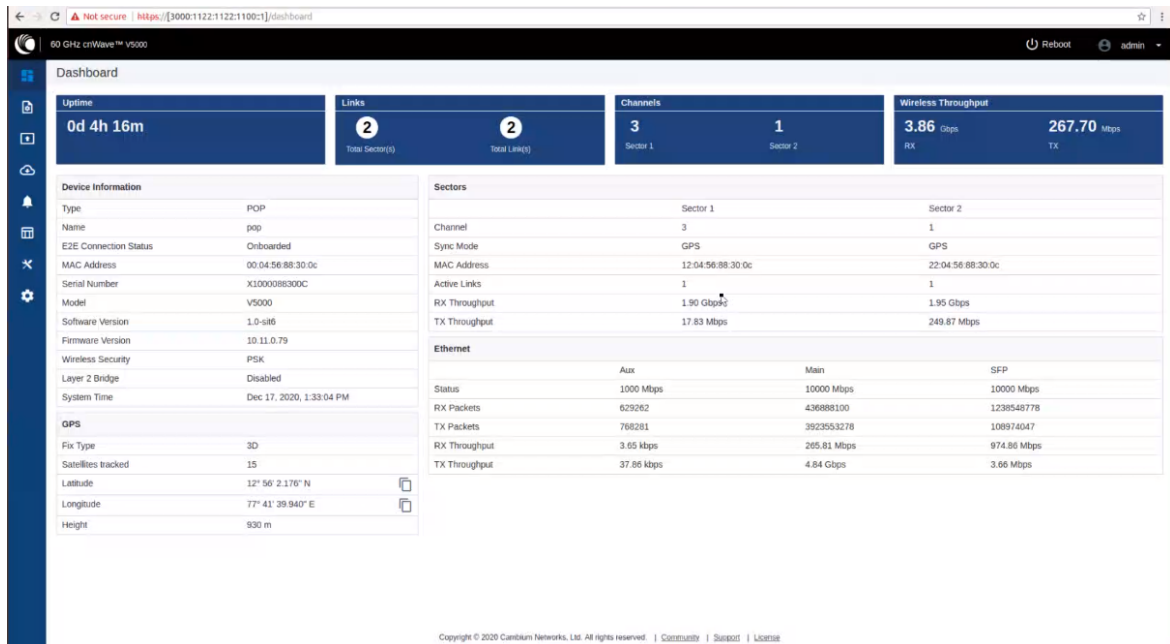 Not secure | https://[3000:1122:1122:1100::1]/dashboard
60 GHz cnWave™ V5000
Reboot
admin
Dashboard
Uptime
0d 4h 16m
Links
2 2
Total Sector(s) Total Link(s)
Channels
3 1
Sector 1 Sector 2
Wireless Throughput
3.86 Gbps 267.70 Mbps
RX TX
Device Information
Type POP
Name pop
E2E Connection Status Onboarded
MAC Address 00:04:56:88:30:0c
Serial Number X1000088300C
Model V5000
Software Version 1.0-sit6
Firmware Version 10.11.0.79
Wireless Security PSK
Layer 2 Bridge Disabled
System Time Dec 17, 2020, 1:33:04 PM
GPS
Fix Type 3D
Satellites tracked 15
Latitude 12° 56' 2.176" N
Longitude 77° 41' 39.940" E
Height 930 m
Sectors
Sector 1 Sector 2
Channel 3 1
Sync Mode GPS GPS
MAC Address 12:04:56:88:30:0c 22:04:56:88:30:0c
Active Links 1 1
RX Throughput 1.90 Gbps 1.95 Gbps
TX Throughput 17.83 Mbps 249.87 Mbps
Ethernet
Aux Main SFP
Status 1000 Mbps 10000 Mbps 10000 Mbps
RX Packets 629262 436888100 1238548778
TX Packets 768281 3923553278 108974047
RX Throughput 3.65 kbps 265.81 Mbps 974.86 Mbps
TX Throughput 37.86 kbps 4.84 Gbps 3.66 Mbps
Copyright © 2020 Cambium Networks, Ltd. All rights reserved. | Community | Support | License